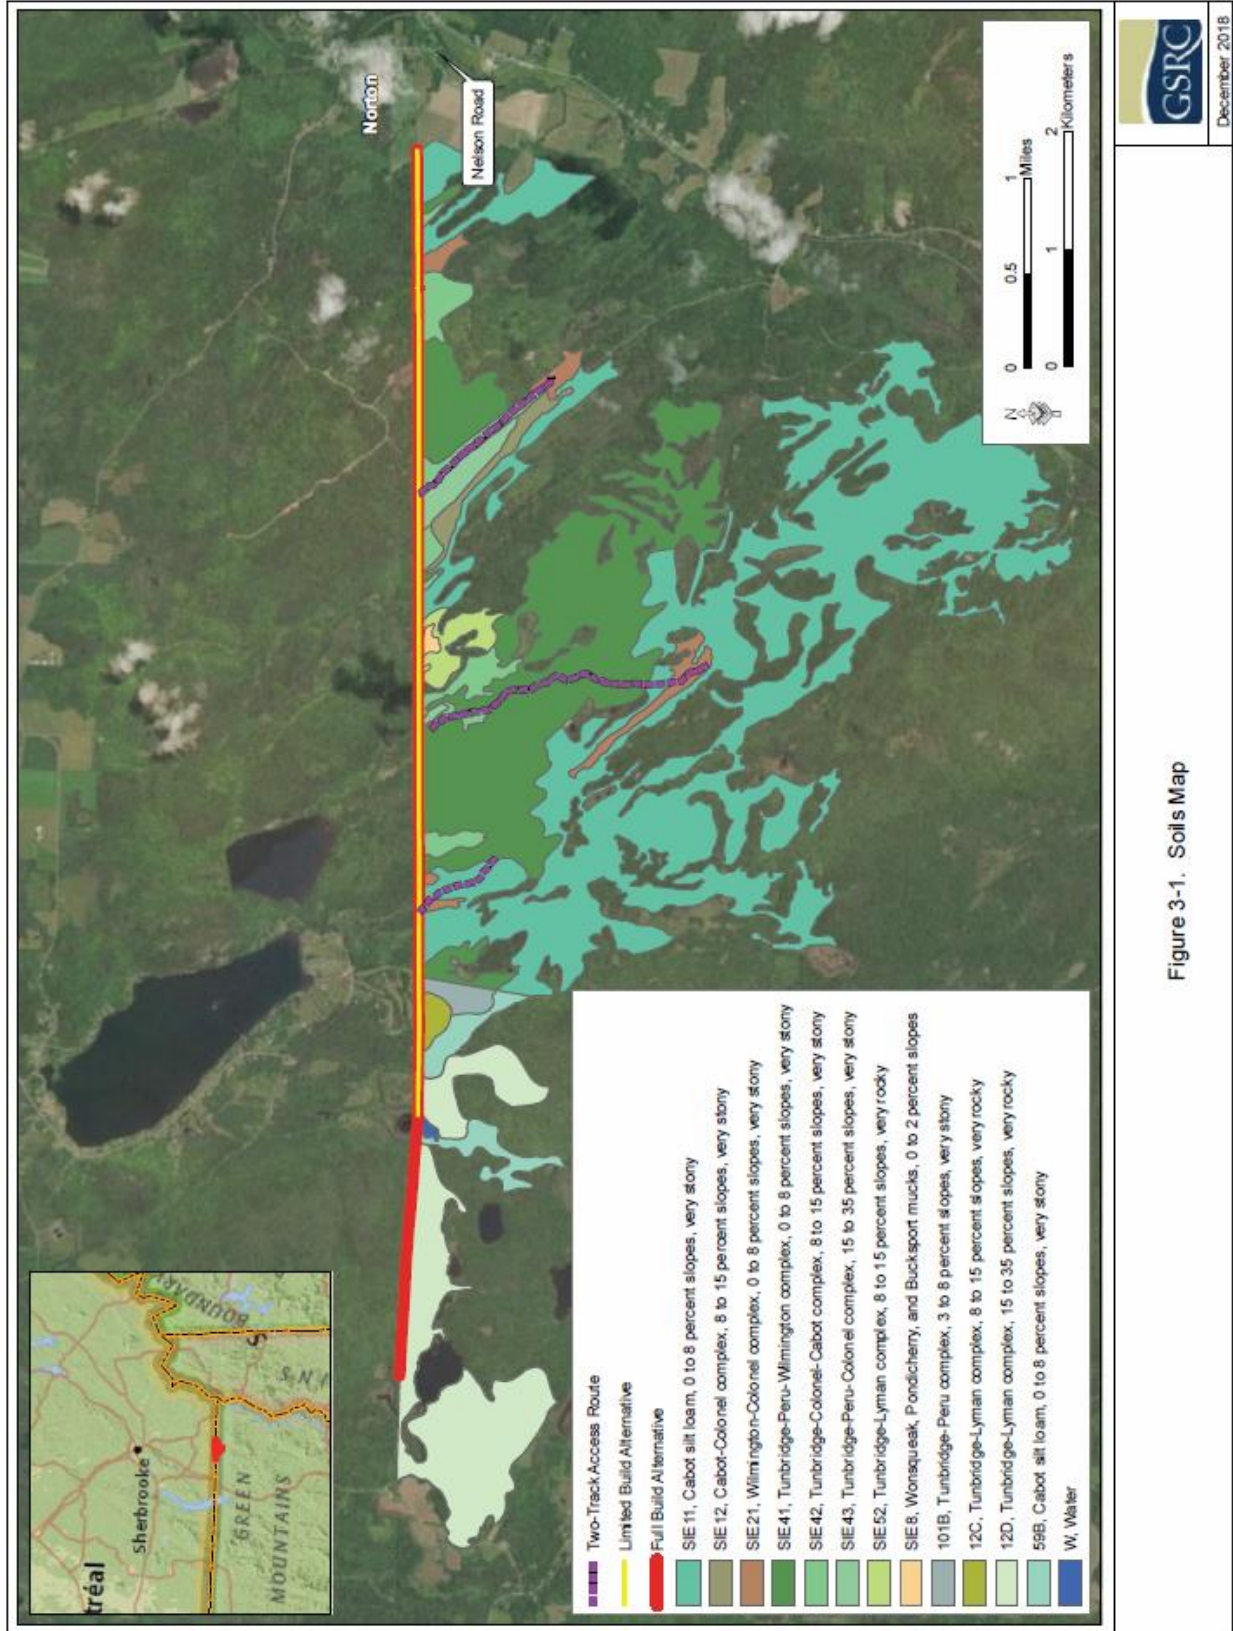 tréal
Sherbrooke
GREEN
MOUNTAINS
BOUNDARY
Norton
Nelson Road
Two-Track Access Route
Limited Build Alternative
Full Build Alternative
SIE11, Cabot silt loam, 0 to 8 percent slopes, very stony
SIE12, Cabot-Colonel complex, 8 to 15 percent slopes, very stony
SIE21, Wilmington-Colonel complex, 0 to 8 percent slopes, very stony
SIE41, Tunbridge-Peru-Wilmington complex, 0 to 8 percent slopes, very stony
SIE42, Tunbridge-Colonel-Cabot complex, 8 to 15 percent slopes, very stony
SIE43, Tunbridge-Peru-Colonel complex, 15 to 35 percent slopes, very stony
SIE52, Tunbridge-Lyman complex, 8 to 15 percent slopes, very rocky
SIE8, Wonsqueak, Pondicherry, and Bucksport mucks, 0 to 2 percent slopes
101B, Tunbridge-Peru complex, 3 to 8 percent slopes, very stony
12C, Tunbridge-Lyman complex, 8 to 15 percent slopes, very rocky
12D, Tunbridge-Lyman complex, 15 to 35 percent slopes, very rocky
59B, Cabot silt loam, 0 to 8 percent slopes, very stony
W, Water
N
0 0.5 1
Miles
0 1 2
Kilometers
Figure 3-1. Soils Map
GSRC
December 2018